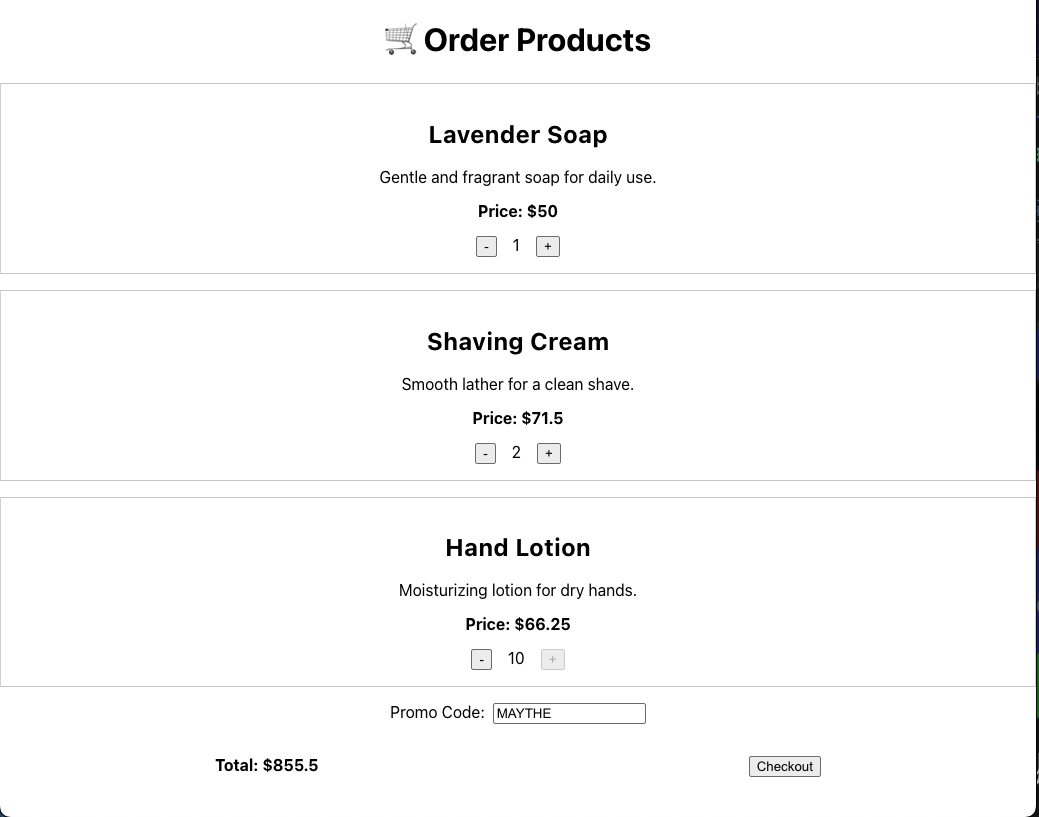 Order Products
Lavender Soap
Gentle and fragrant soap for daily use.
Price: $50
- 1 +
Shaving Cream
Smooth lather for a clean shave.
Price: $71.5
- 2 +
Hand Lotion
Moisturizing lotion for dry hands.
Price: $66.25
- 10 +
Promo Code: MAYTHE
Total: $855.5 Checkout